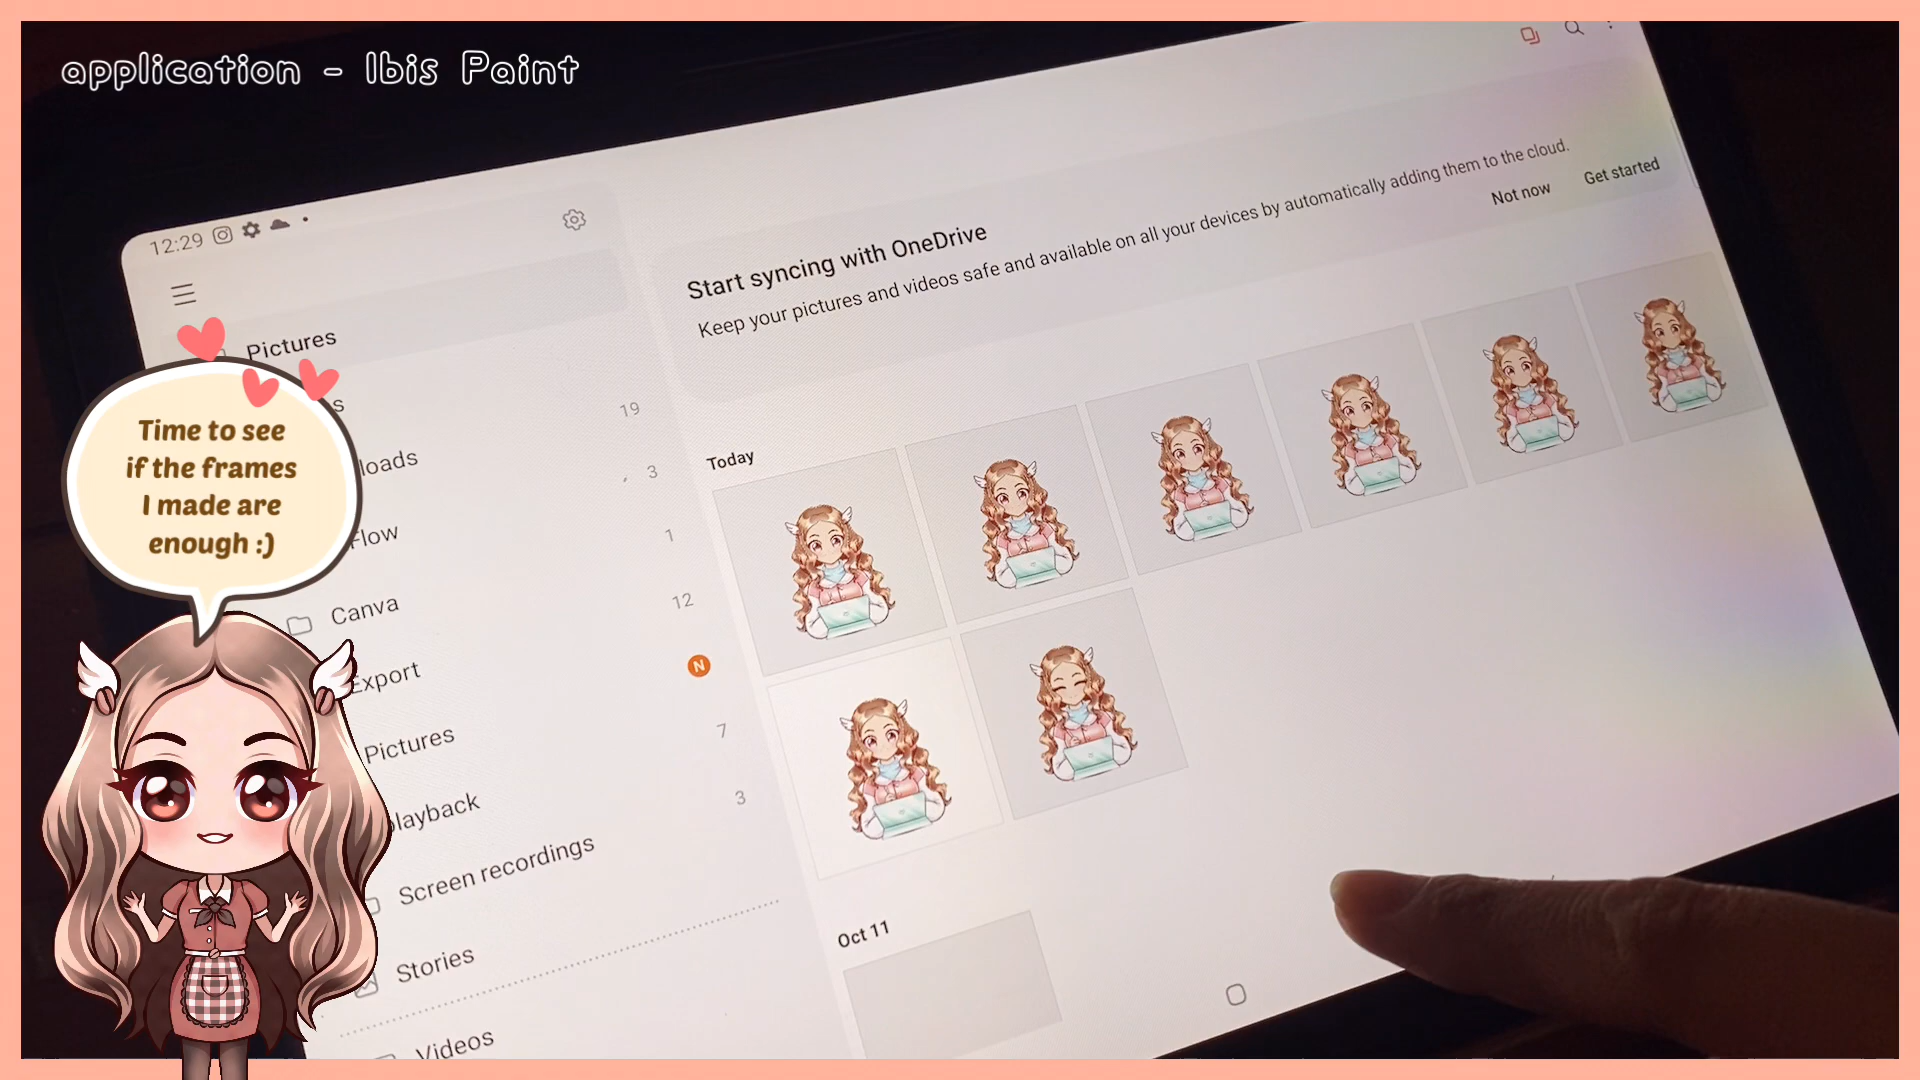 application - Ibis Paint
12:29
Pictures
s
19
loads
3
Flow
1
Canva
12
Export
N
Pictures
7
playback
3
Screen recordings
Stories
Videos
Start syncing with OneDrive
Keep your pictures and videos safe and available on all your devices by automatically adding them to the cloud.
Not now
Get started
Today
Oct 11
Time to see
if the frames
I made are
enough :)